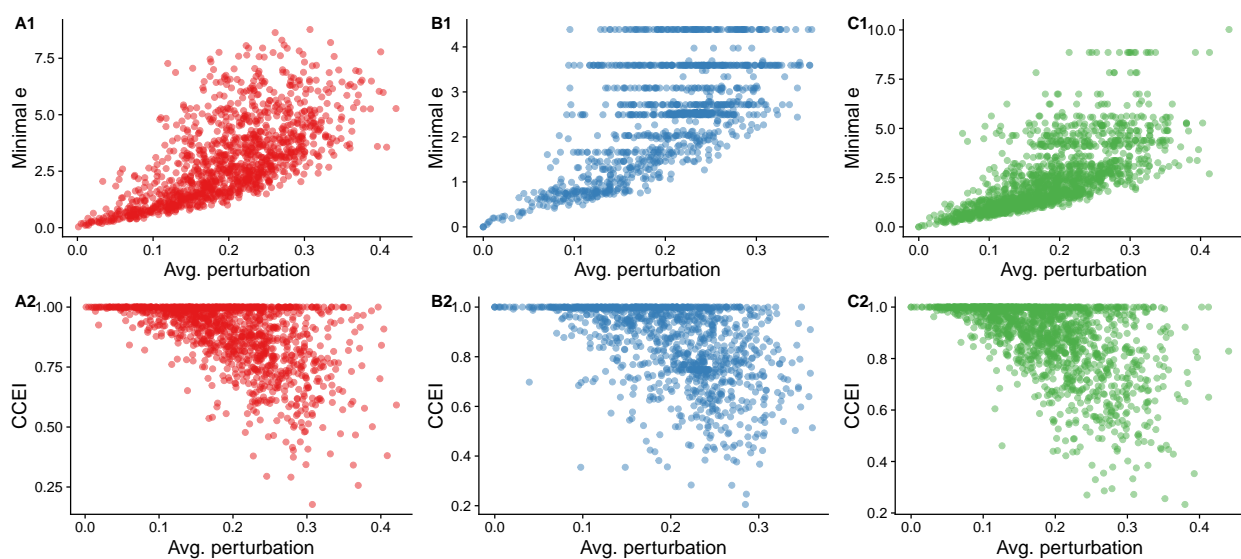 A1
7.5
5.0
2.5
0.0
Minimal e
0.0 0.1 0.2 0.3 0.4
Avg. perturbation
B1
4
3
2
1
0
Minimal e
0.0 0.1 0.2 0.3
Avg. perturbation
C1
10.0
7.5
5.0
2.5
0.0
Minimal e
0.0 0.1 0.2 0.3 0.4
Avg. perturbation
A2
1.00
0.75
0.50
0.25
CCEI
0.0 0.1 0.2 0.3 0.4
Avg. perturbation
B2
1.0
0.8
0.6
0.4
0.2
CCEI
0.0 0.1 0.2 0.3
Avg. perturbation
C2
1.0
0.8
0.6
0.4
0.2
CCEI
0.0 0.1 0.2 0.3 0.4
Avg. perturbation